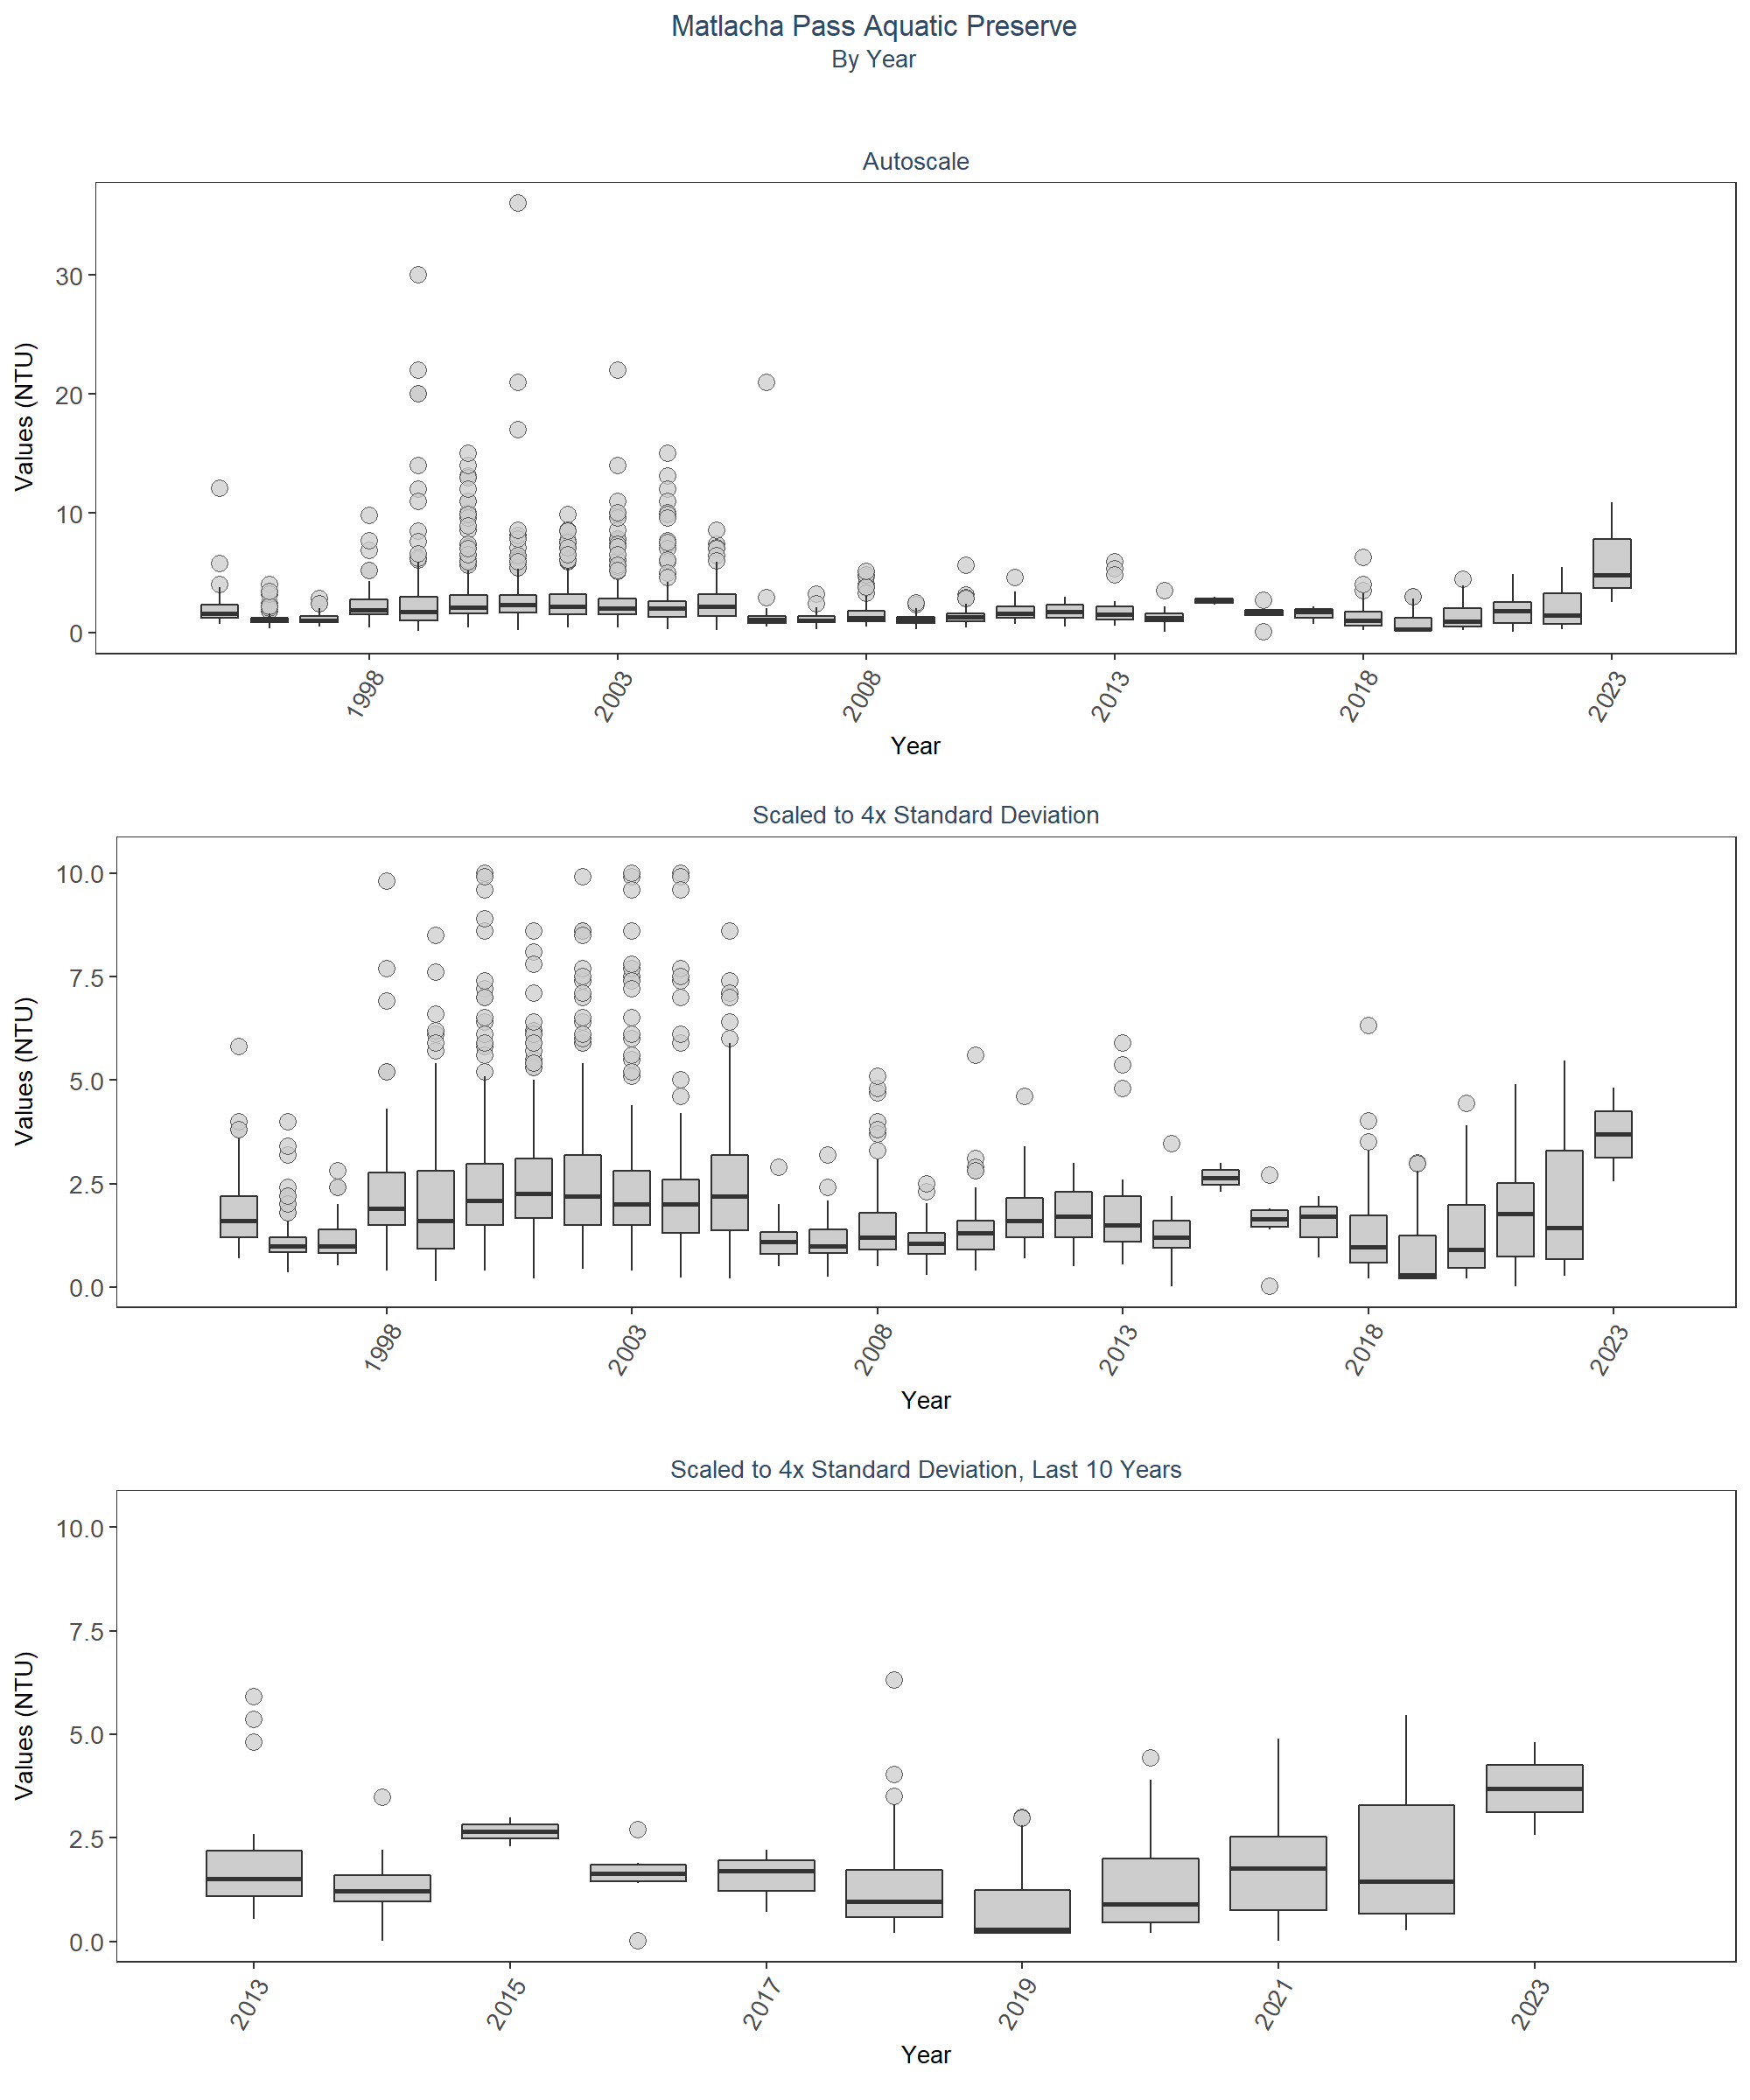 Matlacha Pass Aquatic Preserve
By Year
Autoscale
Values (NTU)
30
20
10
0
1998
2003
2008
2013
2018
2023
Year
Scaled to 4x Standard Deviation
Values (NTU)
10.0
7.5
5.0
2.5
0.0
1998
2003
2008
2013
2018
2023
Year
Scaled to 4x Standard Deviation, Last 10 Years
Values (NTU)
10.0
7.5
5.0
2.5
0.0
2013
2015
2017
2019
2021
2023
Year